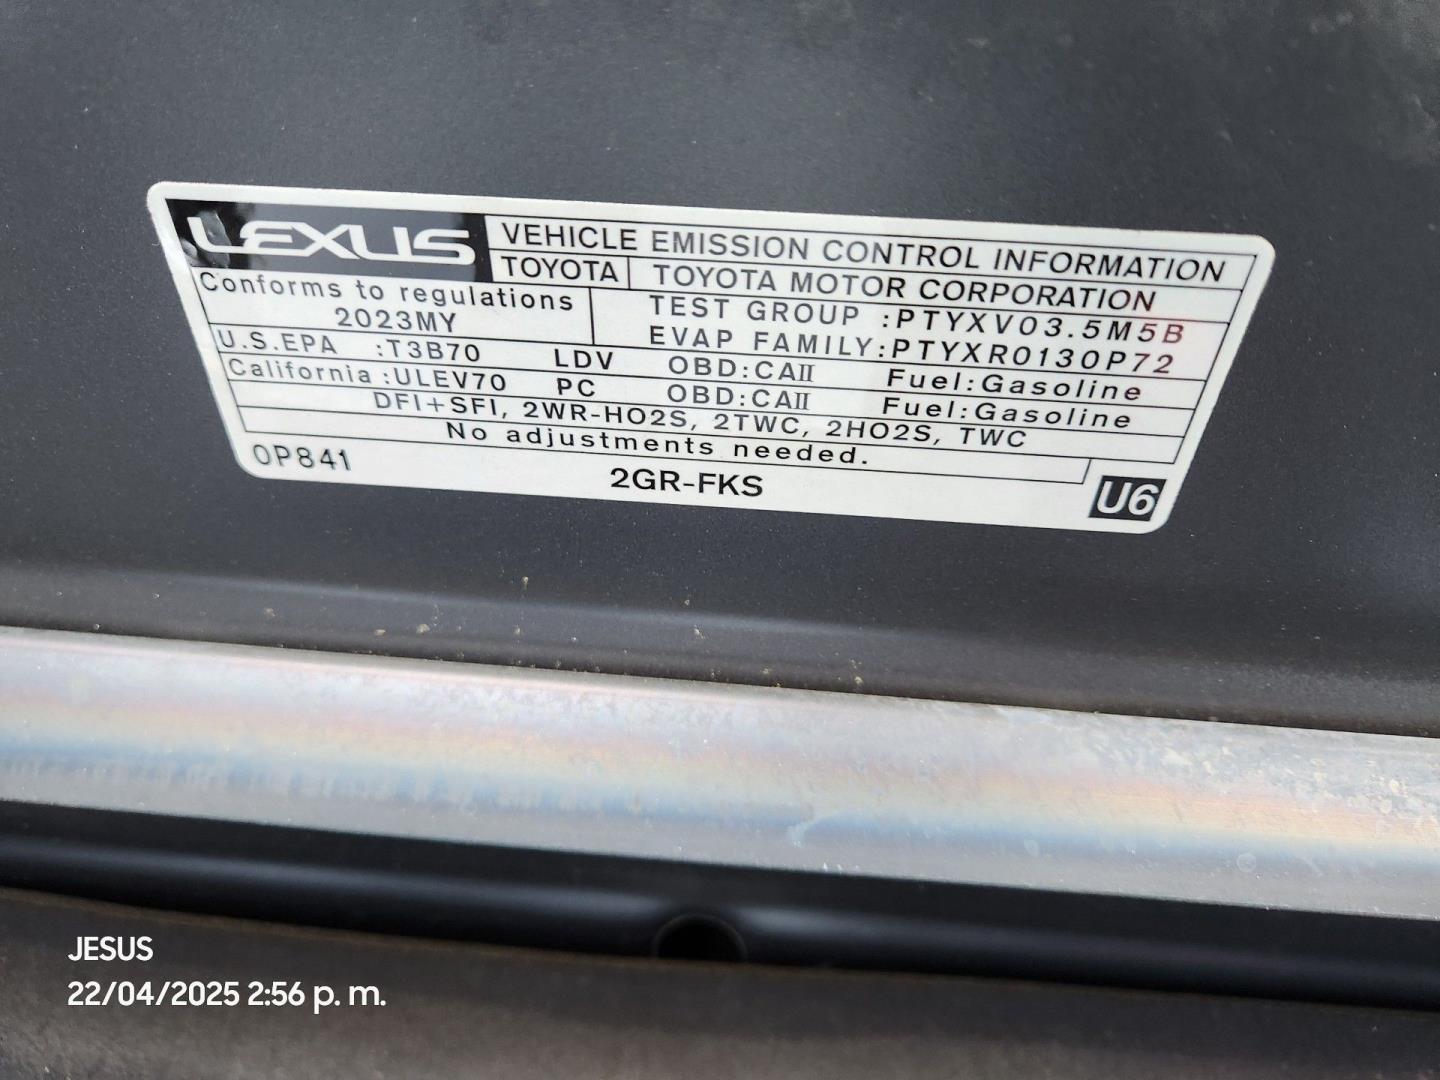 LEXUS VEHICLE EMISSION CONTROL INFORMATION
TOYOTA TOYOTA MOTOR CORPORATION
Conforms to regulations
2023MY
TEST GROUP :PTYXV03.5M5B
EVAP FAMILY:PTYXR0130P72
U.S.EPA :T3B70 LDV OBD:CAII Fuel:Gasoline
California :ULEV70 PC OBD:CAII Fuel:Gasoline
DFI+SFI, 2WR-HO2S, 2TWC, 2HO2S, TWC
No adjustments needed.
0P841 2GR-FKS U6
JESUS
22/04/2025 2:56 p. m.